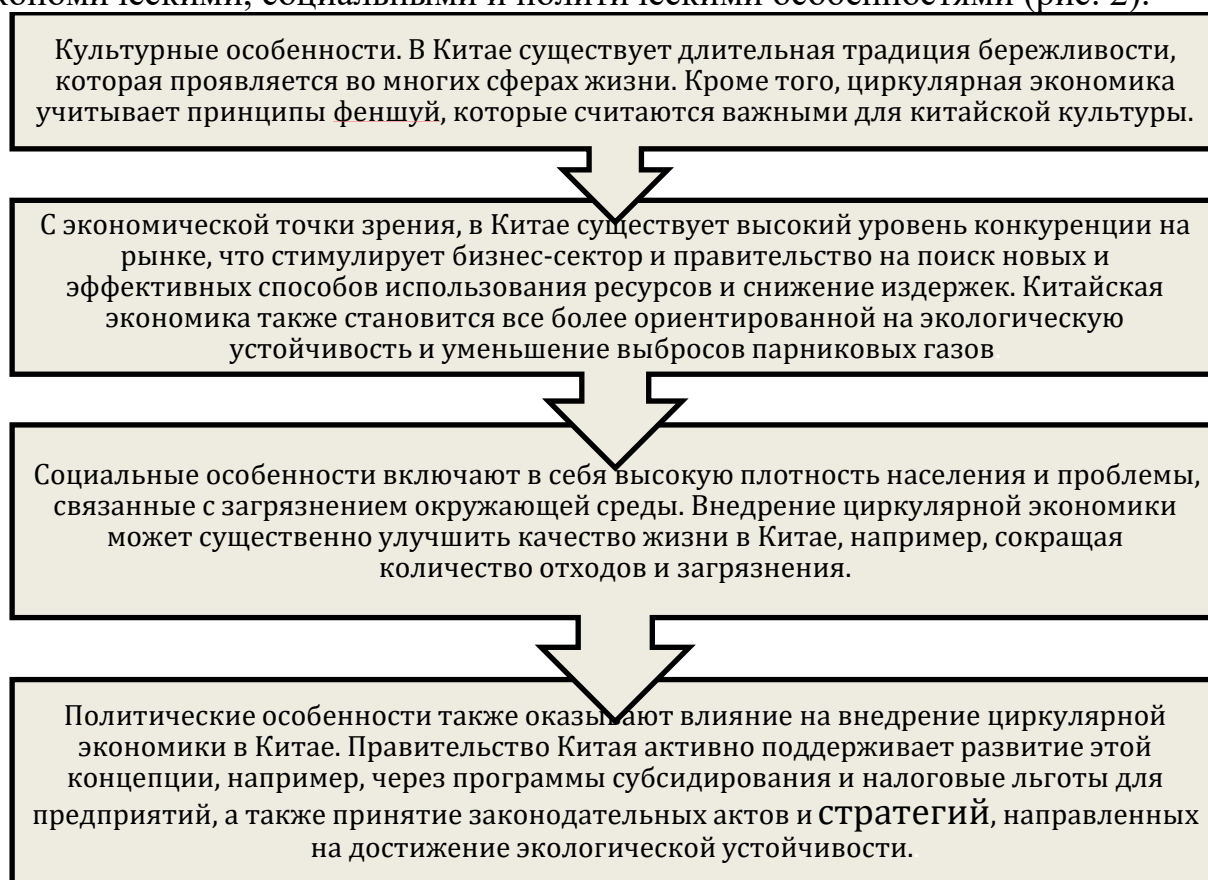 экономическими, социальными и политическими особенностями (рис. 2).
Культурные особенности. В Китае существует длительная традиция бережливости,
которая проявляется во многих сферах жизни. Кроме того, циркулярная экономика
учитывает принципы феншуй, которые считаются важными для китайской культуры.
С экономической точки зрения, в Китае существует высокий уровень конкуренции на
рынке, что стимулирует бизнес-сектор и правительство на поиск новых и
эффективных способов использования ресурсов и снижение издержек. Китайская
экономика также становится все более ориентированной на экологическую
устойчивость и уменьшение выбросов парниковых газов.
Социальные особенности включают в себя высокую плотность населения и проблемы,
связанные с загрязнением окружающей среды. Внедрение циркулярной экономики
может существенно улучшить качество жизни в Китае, например, сокращая
количество отходов и загрязнения.
Политические особенности также оказывают влияние на внедрение циркулярной
экономики в Китае. Правительство Китая активно поддерживает развитие этой
концепции, например, через программы субсидирования и налоговые льготы для
предприятий, а также принятие законодательных актов и стратегий, направленных
на достижение экологической устойчивости.